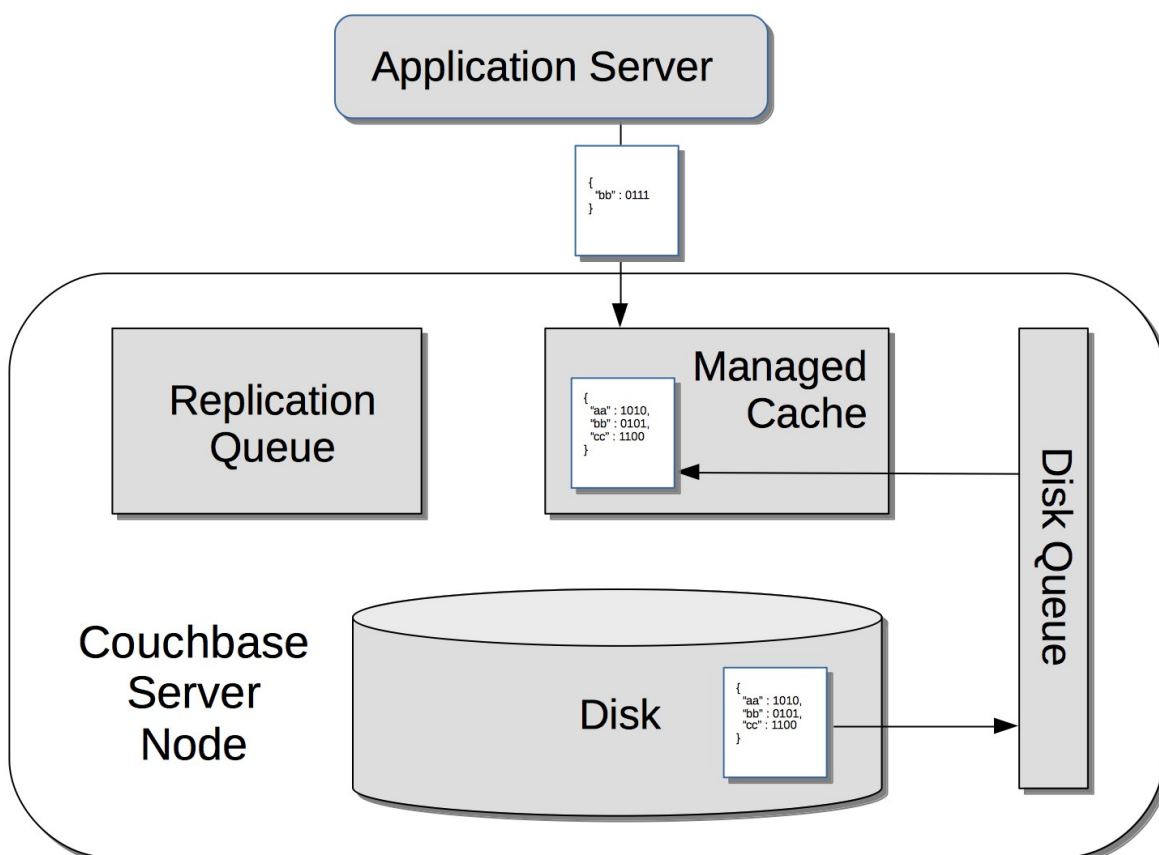 Application Server
{
"bb" : 0111
}
Replication
Queue
Managed
Cache
{
"aa" : 1010,
"bb" : 0101,
"cc" : 1100
}
Disk Queue
Couchbase
Server
Node
Disk
{
"aa" : 1010,
"bb" : 0101,
"cc" : 1100
}